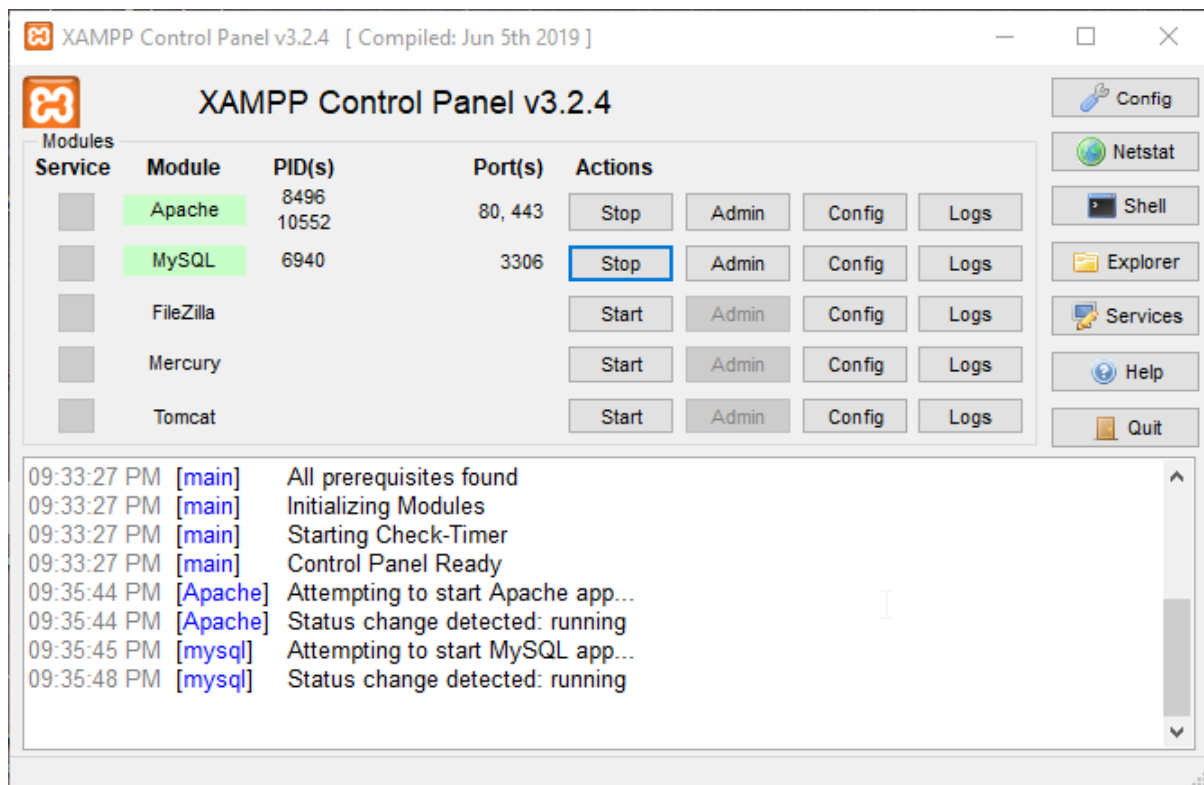 XAMPP Control Panel v3.2.4 [ Compiled: Jun 5th 2019 ]
XAMPP Control Panel v3.2.4
Config
Modules
Service Module PID(s) Port(s) Actions
Netstat
Apache 8496 10552 80, 443 Stop Admin Config Logs
Shell
MySQL 6940 3306 Stop Admin Config Logs
Explorer
FileZilla Start Admin Config Logs
Services
Mercury Start Admin Config Logs
Help
Tomcat Start Admin Config Logs
Quit
09:33:27 PM [main] All prerequisites found
09:33:27 PM [main] Initializing Modules
09:33:27 PM [main] Starting Check-Timer
09:33:27 PM [main] Control Panel Ready
09:35:44 PM [Apache] Attempting to start Apache app...
09:35:44 PM [Apache] Status change detected: running
09:35:45 PM [mysql] Attempting to start MySQL app...
09:35:48 PM [mysql] Status change detected: running